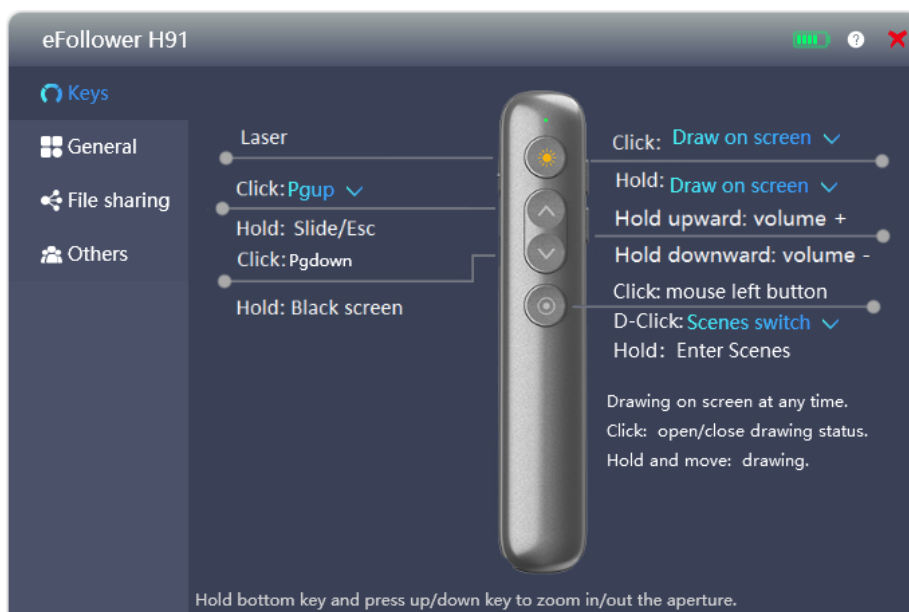 eFollower H91
?
Keys
General
File sharing
Others
Laser
Click: Pgup
Hold: Slide/Esc
Click: Pgdown
Hold: Black screen
Click: Draw on screen
Hold: Draw on screen
Hold upward: volume +
Hold downward: volume -
Click: mouse left button
D-Click: Scenes switch
Hold: Enter Scenes
Drawing on screen at any time.
Click: open/close drawing status.
Hold and move: drawing.
Hold bottom key and press up/down key to zoom in/out the aperture.